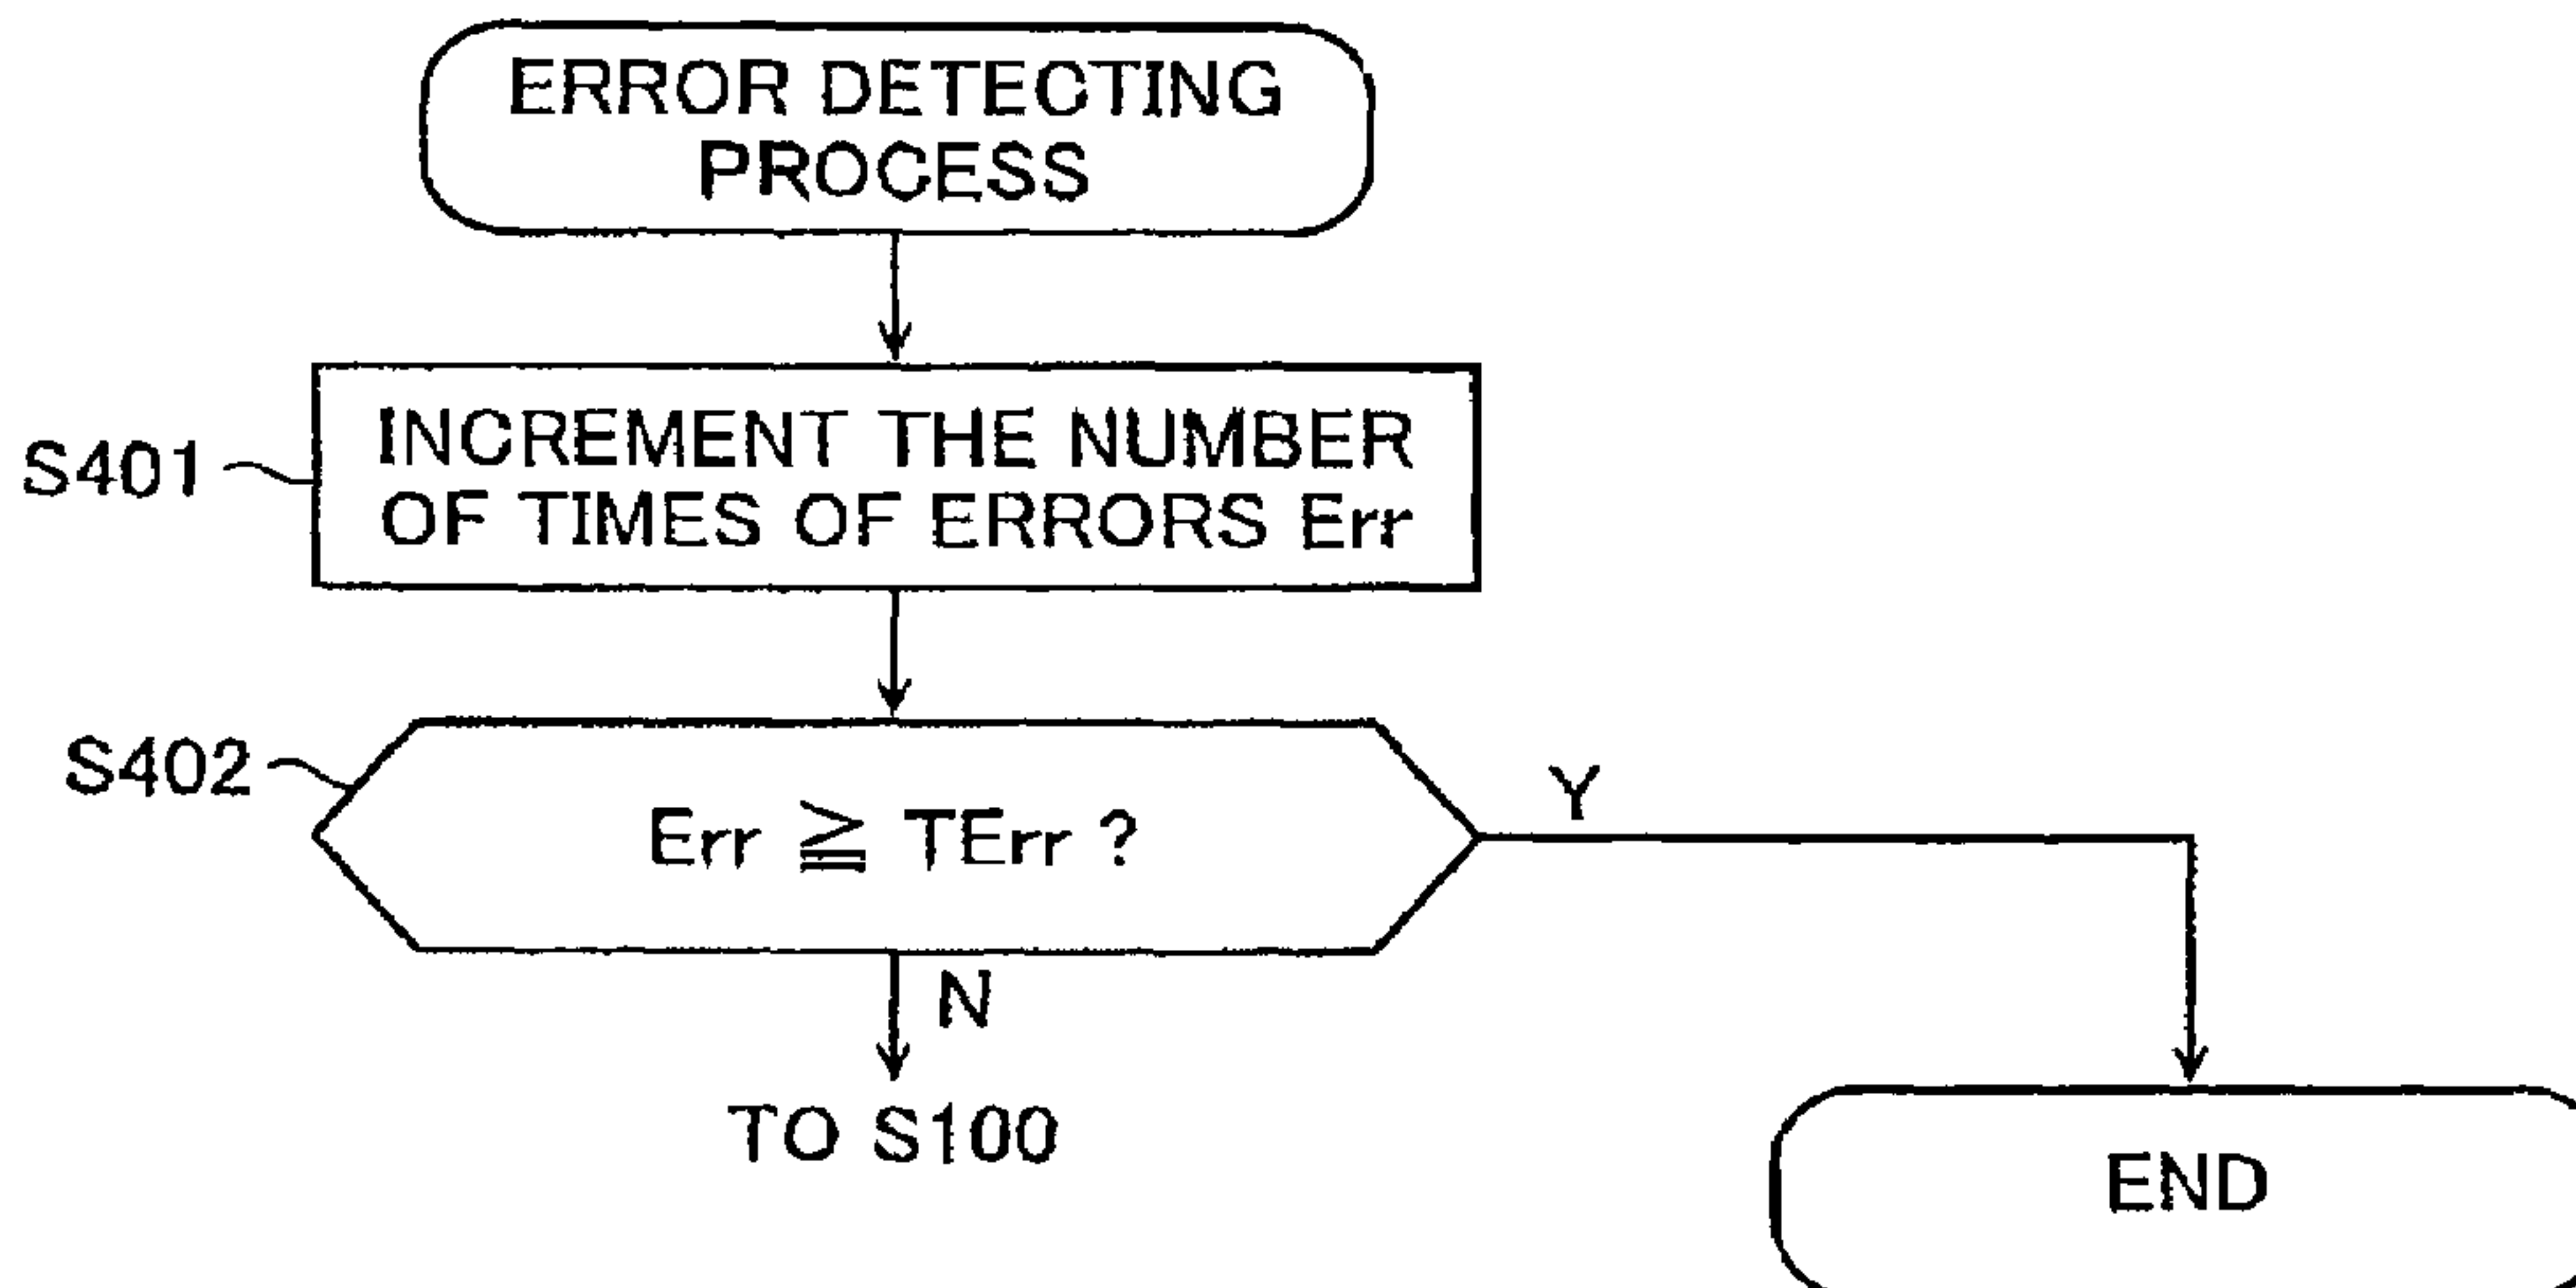 ERROR DETECTING
PROCESS
S401
INCREMENT THE NUMBER
OF TIMES OF ERRORS Err
S402
Err ≧ TErr ?
Y
N
TO S100
END